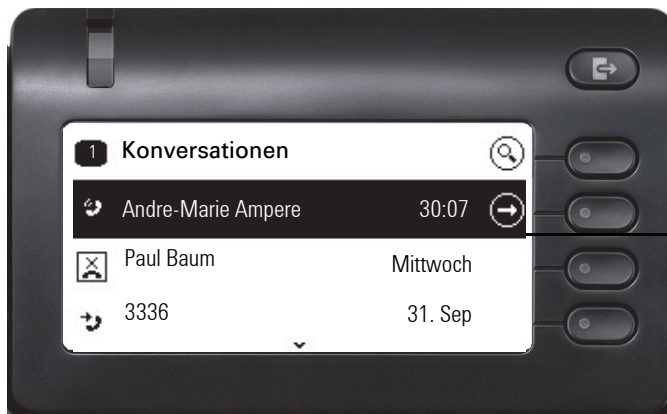 1 Konversationen
Andre-Marie Ampere 30:07
Paul Baum Mittwoch
3336 31. Sep